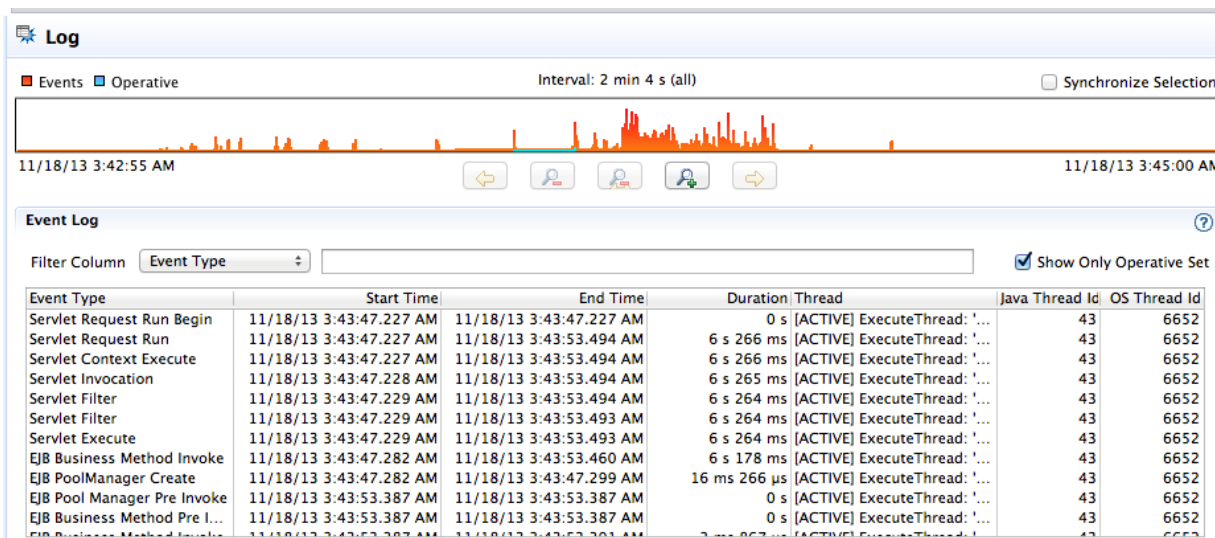 Log
Events Operative Interval: 2 min 4 s (all) Synchronize Selection
11/18/13 3:42:55 AM 11/18/13 3:45:00 AM
Event Log
Filter Column Event Type Show Only Operative Set
Event Type Start Time End Time Duration Thread Java Thread Id OS Thread Id
Servlet Request Run Begin 11/18/13 3:43:47.227 AM 11/18/13 3:43:47.227 AM 0 s [ACTIVE] ExecuteThread: '... 43 6652
Servlet Request Run 11/18/13 3:43:47.227 AM 11/18/13 3:43:53.494 AM 6 s 266 ms [ACTIVE] ExecuteThread: '... 43 6652
Servlet Context Execute 11/18/13 3:43:47.227 AM 11/18/13 3:43:53.494 AM 6 s 266 ms [ACTIVE] ExecuteThread: '... 43 6652
Servlet Invocation 11/18/13 3:43:47.228 AM 11/18/13 3:43:53.494 AM 6 s 265 ms [ACTIVE] ExecuteThread: '... 43 6652
Servlet Filter 11/18/13 3:43:47.229 AM 11/18/13 3:43:53.494 AM 6 s 264 ms [ACTIVE] ExecuteThread: '... 43 6652
Servlet Filter 11/18/13 3:43:47.229 AM 11/18/13 3:43:53.493 AM 6 s 264 ms [ACTIVE] ExecuteThread: '... 43 6652
Servlet Execute 11/18/13 3:43:47.229 AM 11/18/13 3:43:53.493 AM 6 s 264 ms [ACTIVE] ExecuteThread: '... 43 6652
EJB Business Method Invoke 11/18/13 3:43:47.282 AM 11/18/13 3:43:53.460 AM 6 s 178 ms [ACTIVE] ExecuteThread: '... 43 6652
EJB PoolManager Create 11/18/13 3:43:47.282 AM 11/18/13 3:43:47.299 AM 16 ms 266 µs [ACTIVE] ExecuteThread: '... 43 6652
EJB Pool Manager Pre Invoke 11/18/13 3:43:53.387 AM 11/18/13 3:43:53.387 AM 0 s [ACTIVE] ExecuteThread: '... 43 6652
EJB Business Method Pre I... 11/18/13 3:43:53.387 AM 11/18/13 3:43:53.387 AM 0 s [ACTIVE] ExecuteThread: '... 43 6652